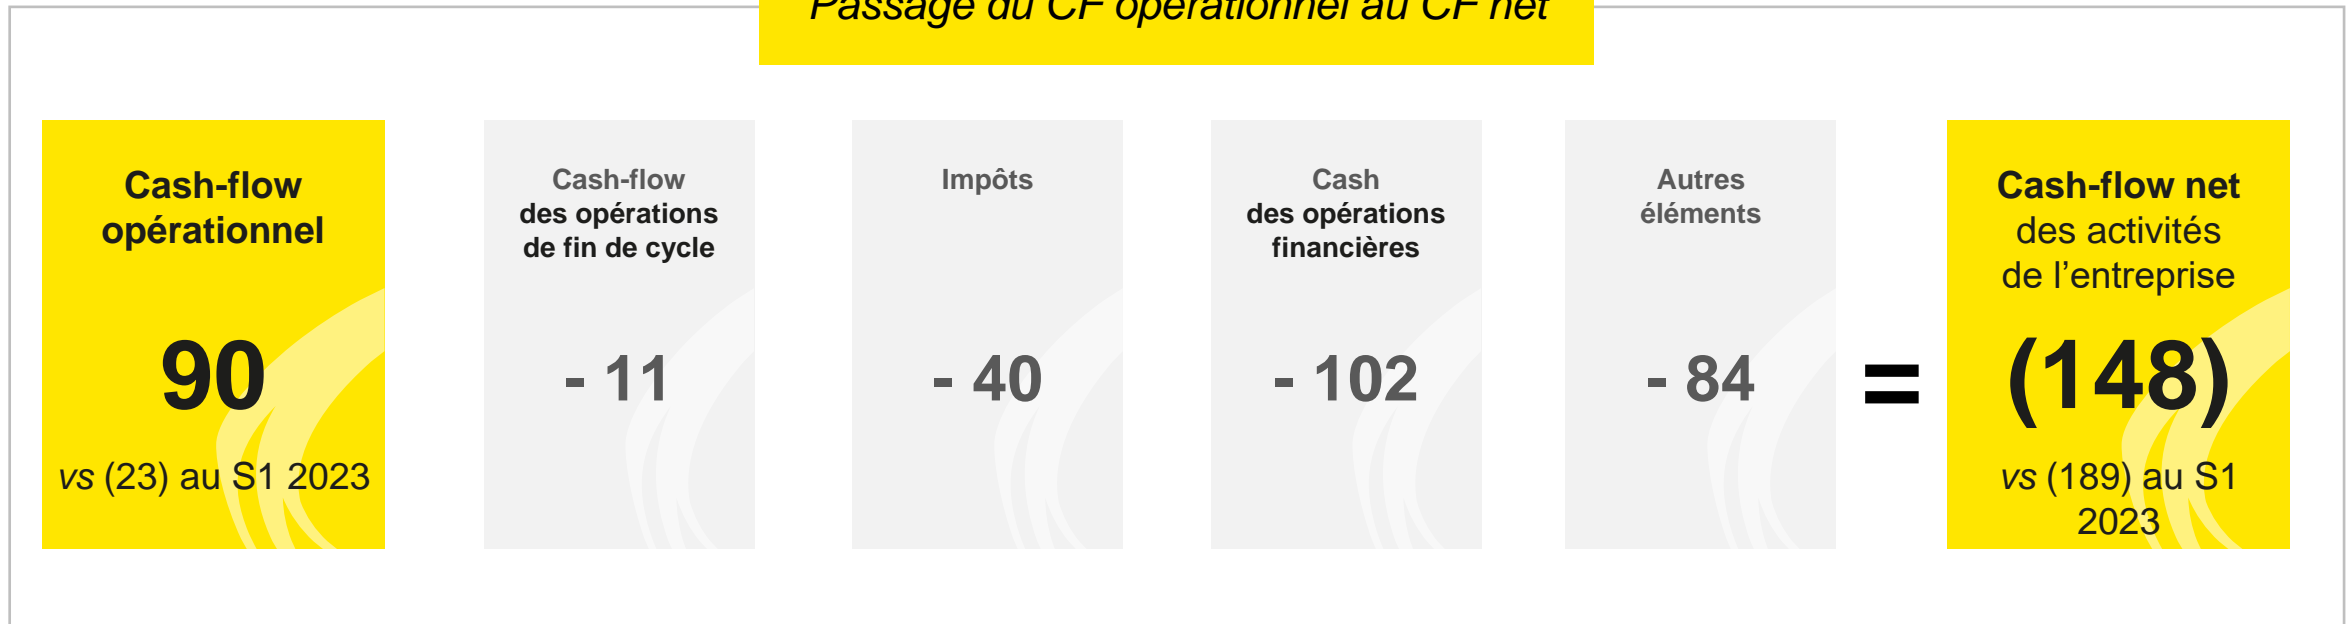 Passage du CF opérationnel au CF net
Cash-flow
opérationnel
90
vs (23) au S1 2023
Cash-flow
des opérations
de fin de cycle
- 11
Impôts
- 40
Cash
des opérations
financières
- 102
Autres
éléments
- 84
=
Cash-flow net
des activités
de l'entreprise
(148)
vs (189) au S1
2023